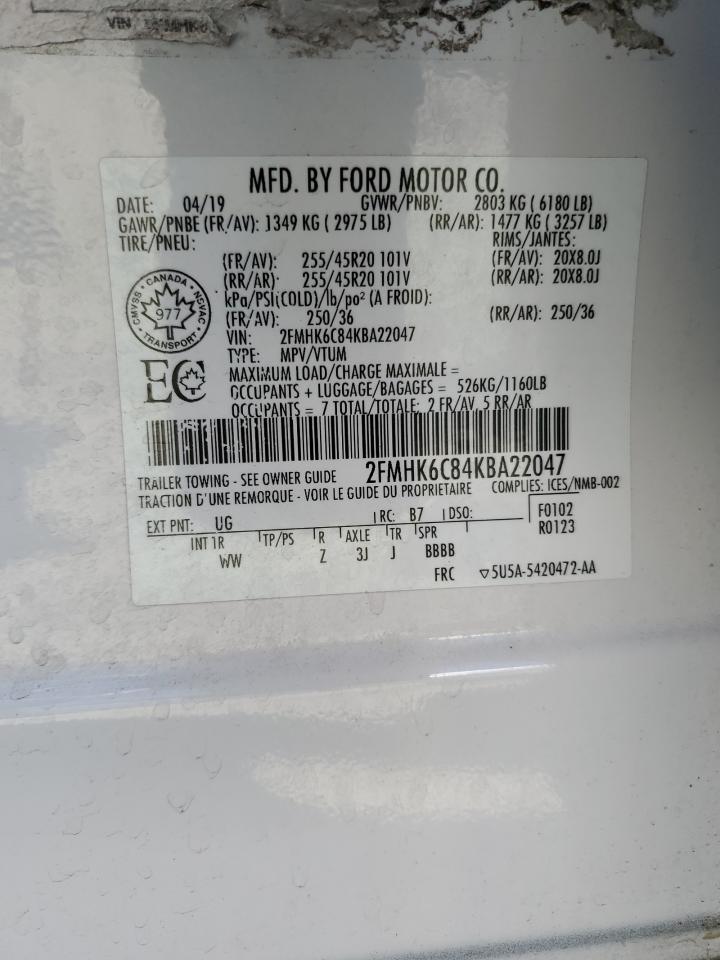 VIN
MFD. BY FORD MOTOR CO.
DATE: 04/19 GVWR/PNBV: 2803 KG ( 6180 LB)
GAWR/PNBE (FR/AV): 1349 KG ( 2975 LB) (RR/AR): 1477 KG ( 3257 LB)
TIRE/PNEU: RIMS/JANTES:
(FR/AV): 255/45R20 101V (FR/AV): 20X8.0J
(RR/AR): 255/45R20 101V (RR/AR): 20X8.0J
kPa/PSI(COLD)/lb/po² (A FROID):
(FR/AV): 250/36 (RR/AR): 250/36
CMVSS • CANADA • NSVAC • TRANSPORT •
977
VIN: 2FMHK6C84KBA22047
TYPE: MPV/VTUM
EC
MAXIMUM LOAD/CHARGE MAXIMALE =
OCCUPANTS + LUGGAGE/BAGAGES = 526KG/1160LB
OCCUPANTS = 7 TOTAL/TOTALE: 2 FR/AV, 5 RR/AR
2FMHK6C84KBA22047
TRAILER TOWING - SEE OWNER GUIDE
TRACTION D'UNE REMORQUE - VOIR LE GUIDE DU PROPRIETAIRE COMPLIES: ICES/NMB-002
EXT PNT: UG RC: B7 DSO: F0102
R0123
INT TR TP/PS R AXLE TR SPR
WW Z 3J J BBBB
FRC ▽5U5A-5420472-AA